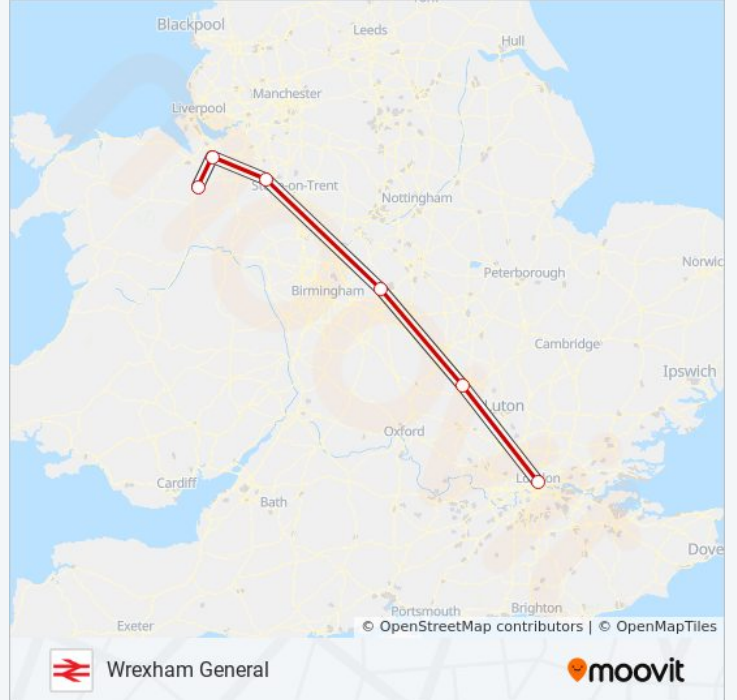 York
Blackpool
Leeds
Hull
Manchester
Liverpool
Stoke-on-Trent
Nottingham
Norwic
Peterborough
Birmingham
Cambridge
Ipswich
Luton
Oxford
London
Cardiff
Bath
Dove
Portsmouth
Brighton
Exeter
© OpenStreetMap contributors | © OpenMapTiles
Wrexham General
moovit